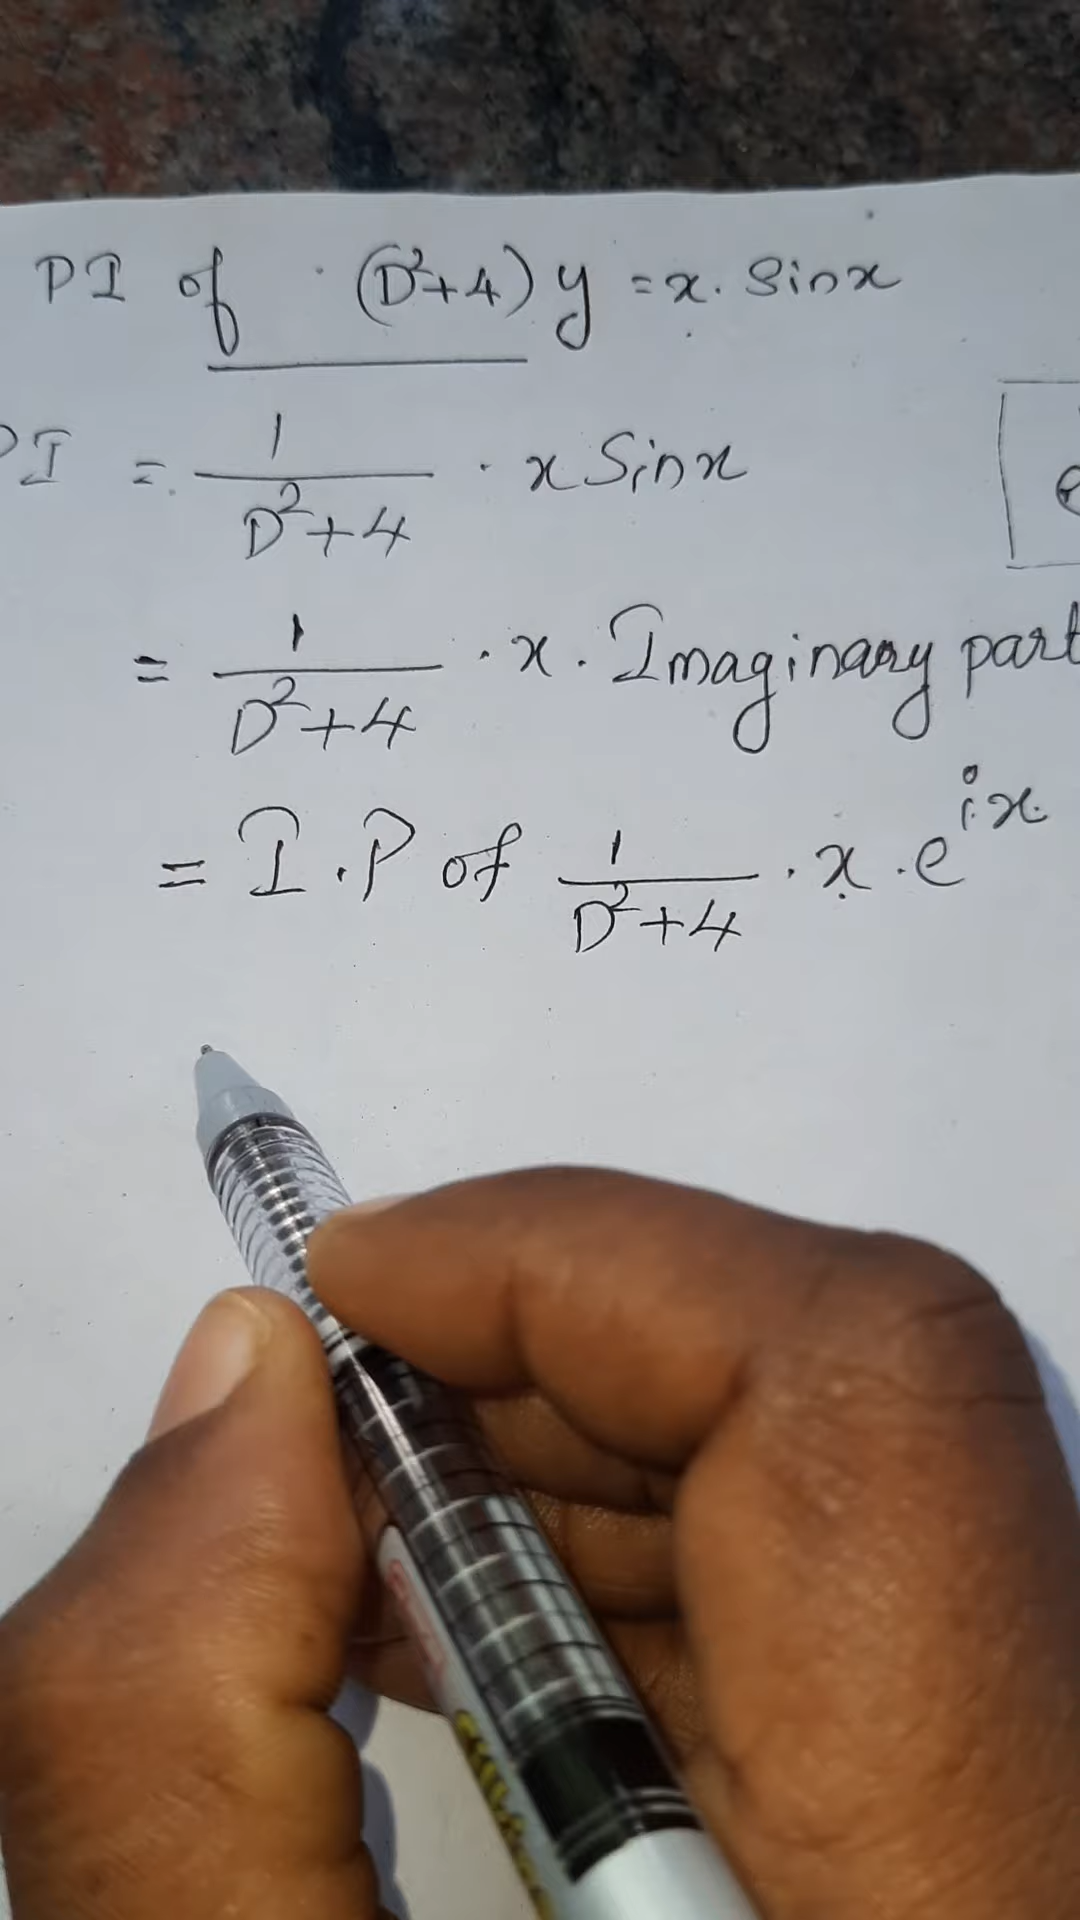 PI of (D²+4) y = x. Sinx
PI = 1/(D²+4) · x Sinx
e
= 1/(D²+4) · x . Imaginary part
= I.P of 1/(D²+4) · x . e^(ix)